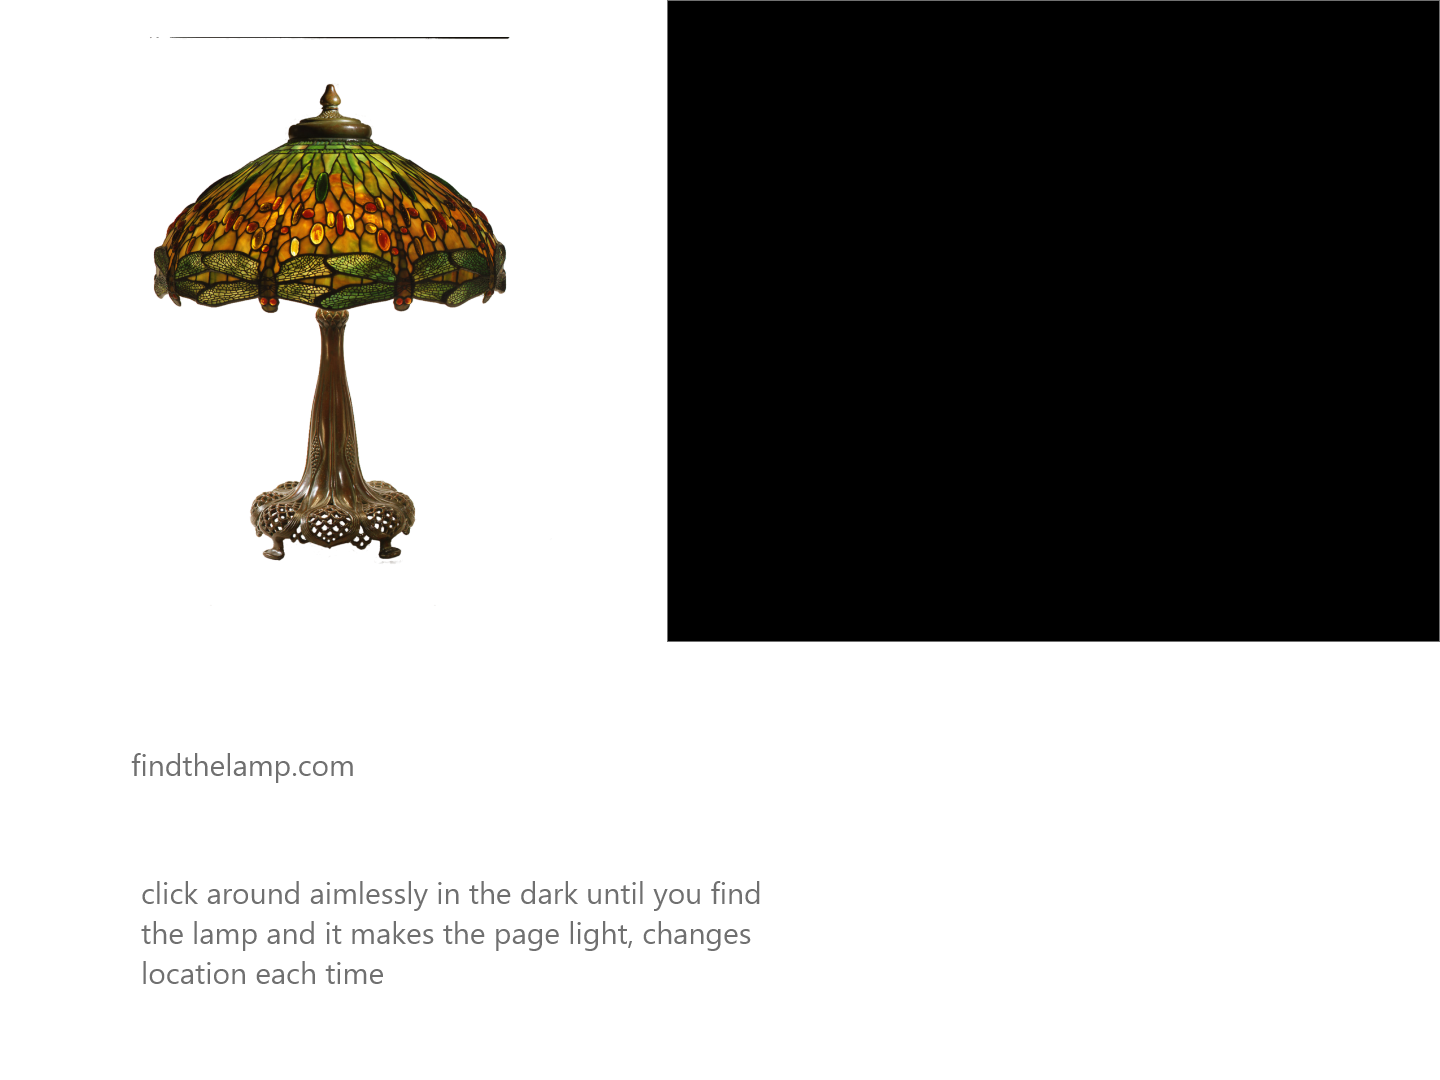 findthelamp.com
click around aimlessly in the dark until you find
the lamp and it makes the page light, changes
location each time